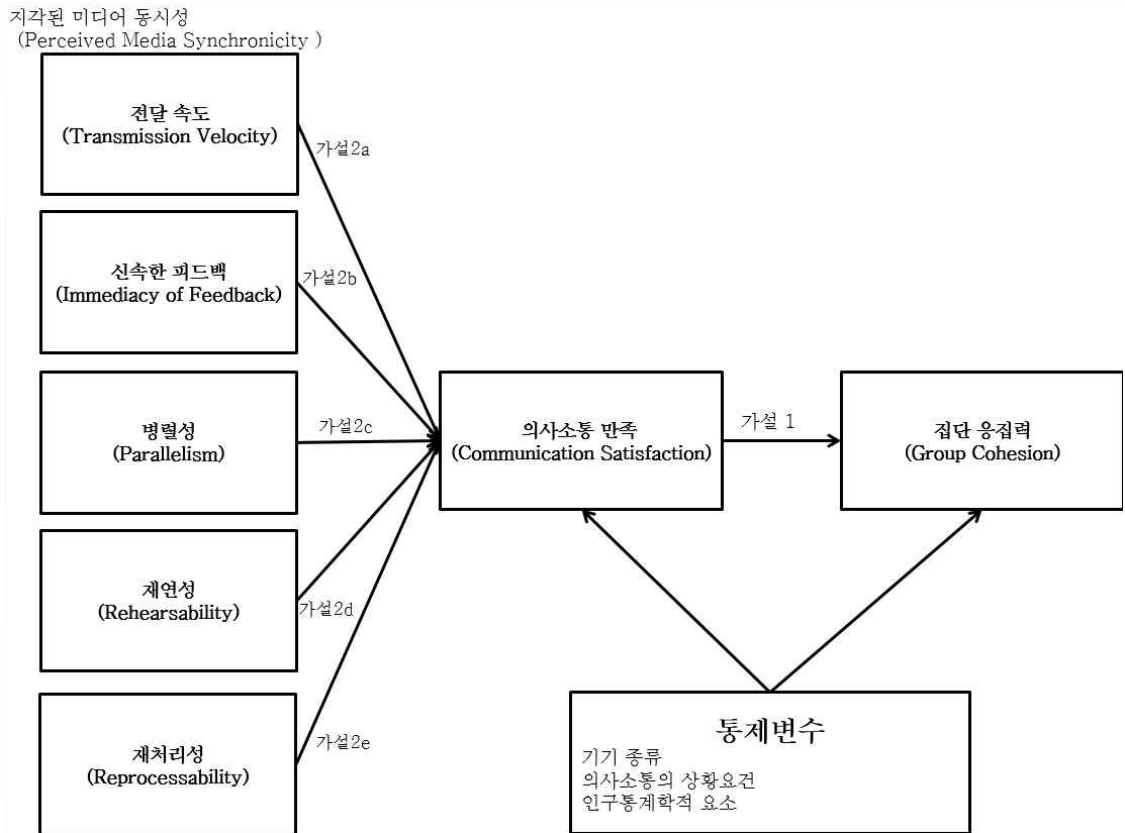 지각된 미디어 동시성
(Perceived Media Synchronicity )
전달 속도
(Transmission Velocity)
가설2a
신속한 피드백
(Immediacy of Feedback)
가설2b
병렬성
(Parallelism)
가설2c
재연성
(Rehearsability)
가설2d
재처리성
(Reprocessability)
가설2e
의사소통 만족
(Communication Satisfaction)
가설 1
집단 응집력
(Group Cohesion)
통제변수
기기 종류
의사소통의 상황요건
인구통계학적 요소